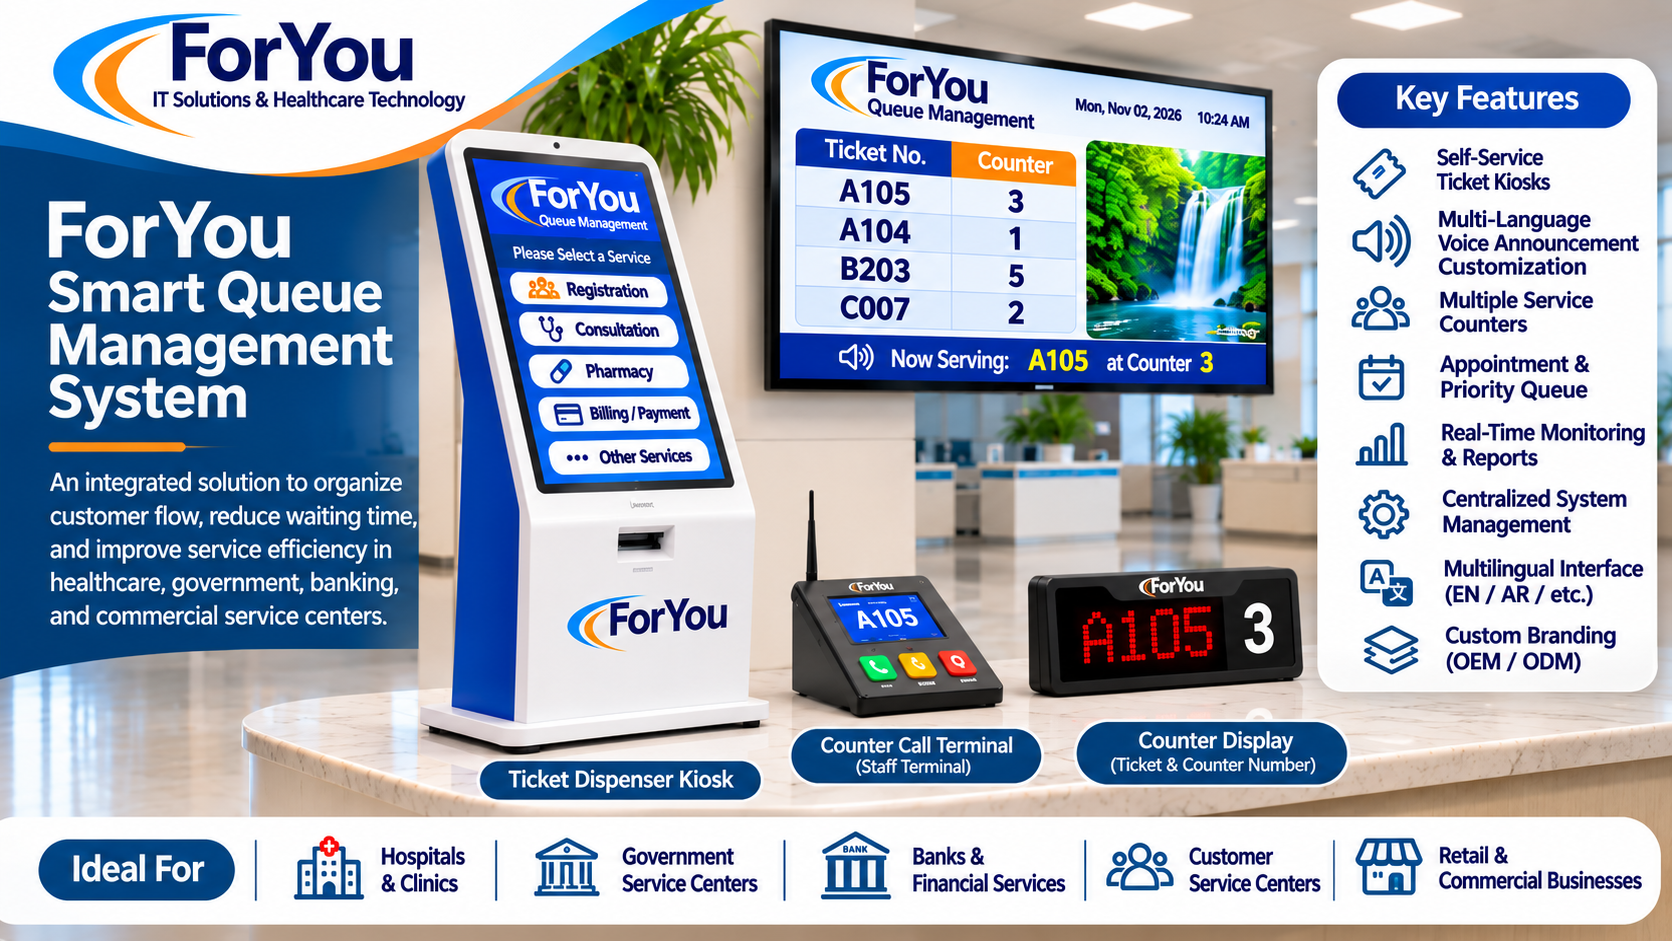 ForYou
IT Solutions & Healthcare Technology
ForYou
Smart Queue
Management
System
An integrated solution to organize
customer flow, reduce waiting time,
and improve service efficiency in
healthcare, government, banking,
and commercial service centers.
ForYou
Queue Management
Please Select a Service
Registration
Consultation
Pharmacy
Billing / Payment
Other Services
ForYou
Ticket Dispenser Kiosk
ForYou
Queue Management
Mon, Nov 02, 2026 10:24 AM
Ticket No. Counter
A105 3
A104 1
B203 5
C007 2
Now Serving: A105 at Counter 3
ForYou
A105
Counter Call Terminal
(Staff Terminal)
ForYou
A105 3
Counter Display
(Ticket & Counter Number)
Key Features
Self-Service
Ticket Kiosks
Multi-Language
Voice Announcement
Customization
Multiple Service
Counters
Appointment &
Priority Queue
Real-Time Monitoring
& Reports
Centralized System
Management
A 文
Multilingual Interface
(EN / AR / etc.)
Custom Branding
(OEM / ODM)
Ideal For
Hospitals
& Clinics
Government
Service Centers
BANK
Banks &
Financial Services
Customer
Service Centers
Retail &
Commercial Businesses